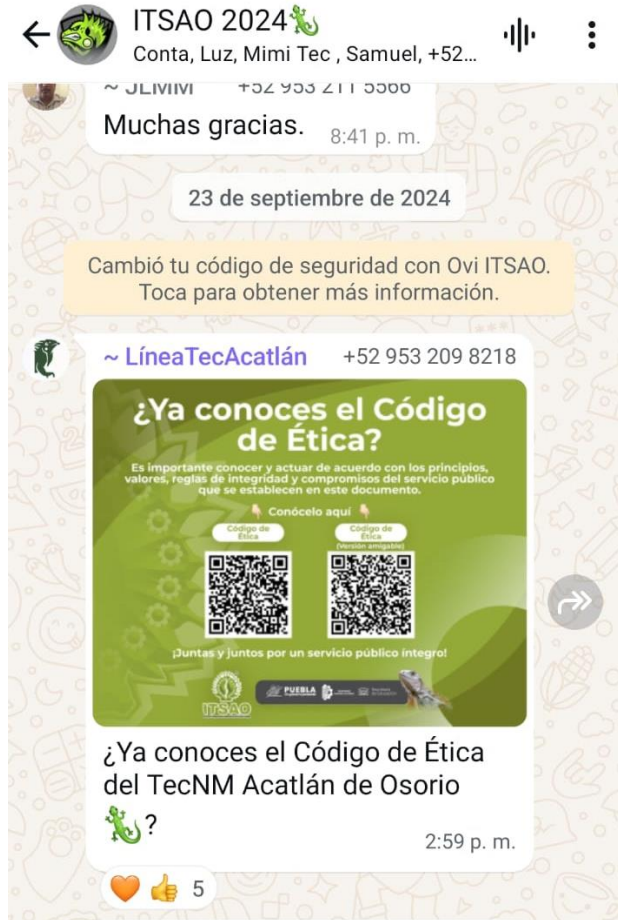 ITSAO 2024🦎
Conta, Luz, Mimi Tec , Samuel, +52...
~ JLMM +52 953 211 5566
Muchas gracias. 8:41 p. m.
23 de septiembre de 2024
Cambió tu código de seguridad con Ovi ITSAO.
Toca para obtener más información.
~ LíneaTecAcatlán +52 953 209 8218
¿Ya conoces el Código
de Ética?
Es importante conocer y actuar de acuerdo con los principios,
valores, reglas de integridad y compromisos del servicio público
que se establecen en este documento.
👇 Conócelo aquí 👇
Código de
Ética
Código de
Ética
(Versión amigable)
¡Juntas y juntos por un servicio público íntegro!
ITSAO
PUEBLA
¿Ya conoces el Código de Ética
del TecNM Acatlán de Osorio
🦎?
2:59 p. m.
🧡 👍 5